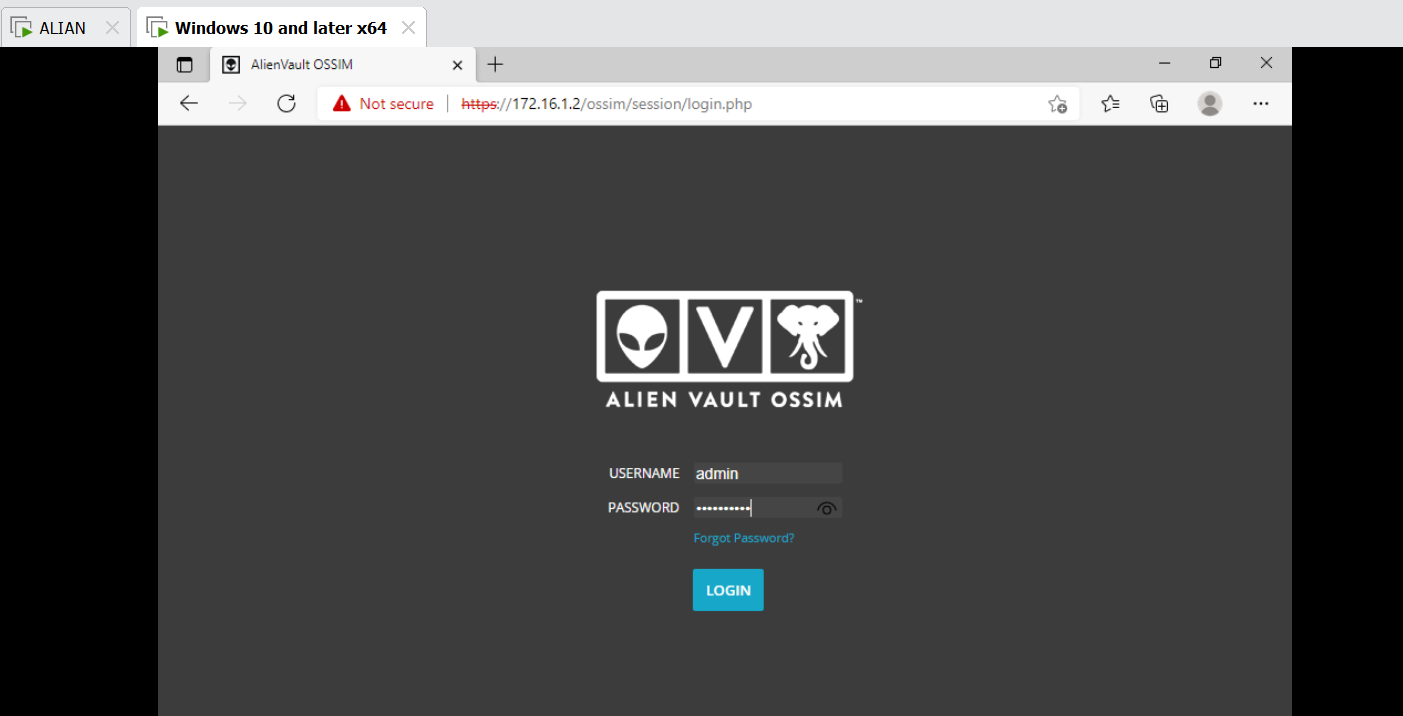 ALIAN
Windows 10 and later x64
AlienVault OSSIM
Not secure https://172.16.1.2/ossim/session/login.php
V ™
ALIEN VAULT OSSIM
USERNAME admin
PASSWORD ••••••••••
Forgot Password?
LOGIN